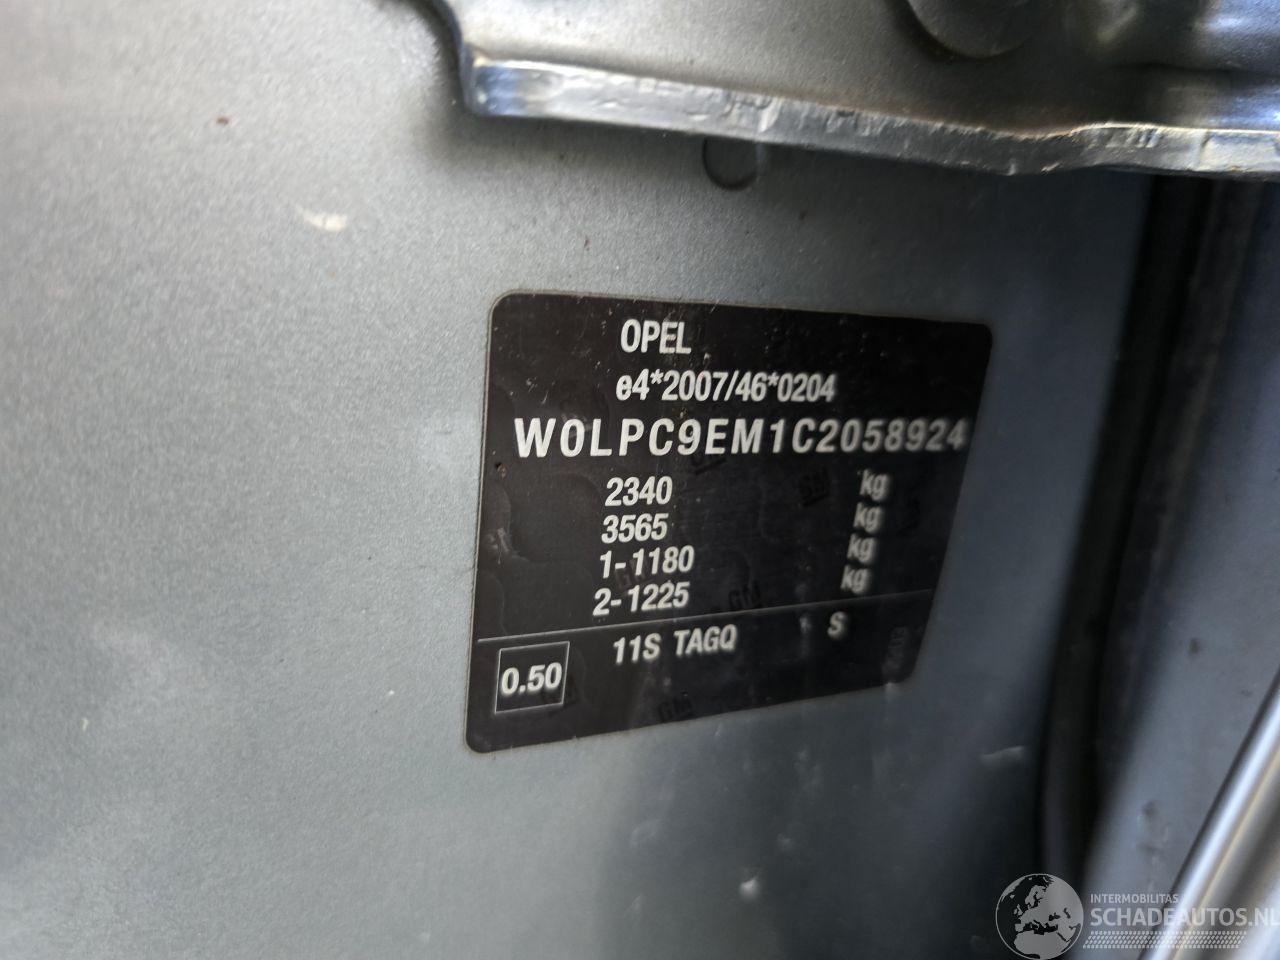 OPEL
e4*2007/46*0204
W0LPC9EM1C2058924
2340 kg
3565 kg
1-1180 kg
2-1225 kg
0.50 11S TAGQ S
GM
INTERMOBILITAS
SCHADEAUTOS.NL